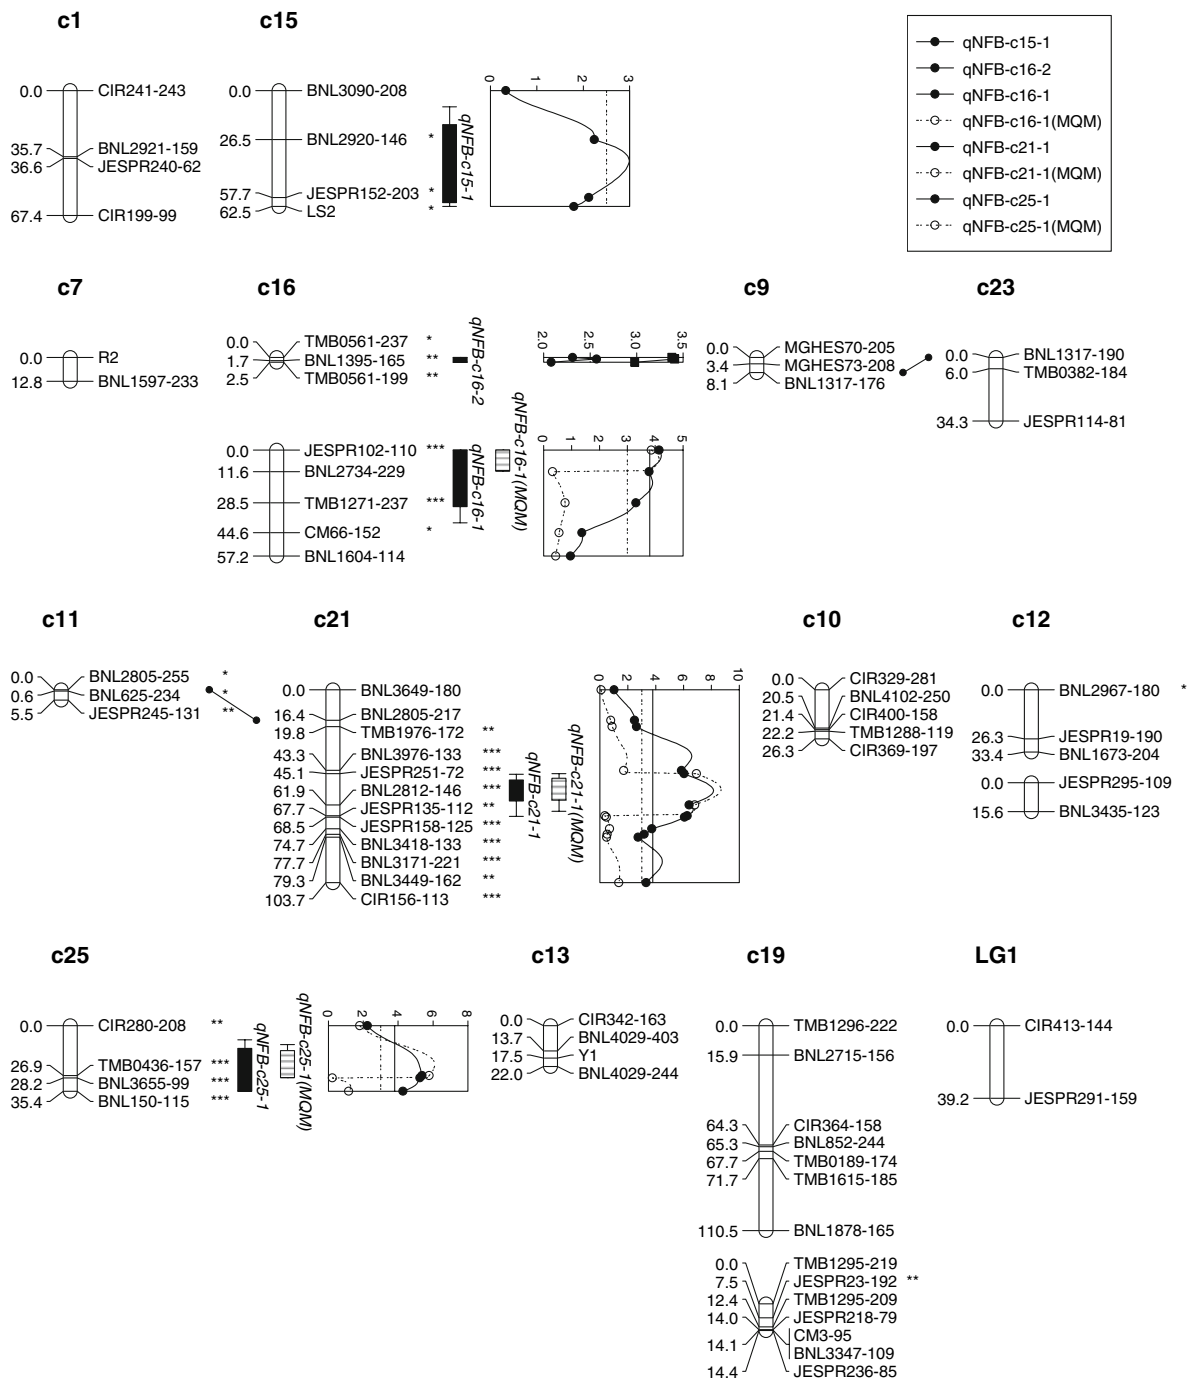 c1
0.0 CIR241-243
35.7 BNL2921-159
36.6 JESPR240-62
67.4 CIR199-99
c15
0.0 BNL3090-208
26.5 BNL2920-146 *
57.7 JESPR152-203 *
62.5 LS2 *
qNFB-c15-1
0 1 2 3
qNFB-c15-1
qNFB-c16-2
qNFB-c16-1
qNFB-c16-1(MQM)
qNFB-c21-1
qNFB-c21-1(MQM)
qNFB-c25-1
qNFB-c25-1(MQM)
c7
0.0 R2
12.8 BNL1597-233
c16
0.0 TMB0561-237 *
1.7 BNL1395-165 **
2.5 TMB0561-199 **
qNFB-c16-2
2.0 2.5 3.0 3.5
0.0 JESPR102-110 ***
11.6 BNL2734-229
28.5 TMB1271-237 ***
44.6 CM66-152 *
57.2 BNL1604-114
qNFB-c16-1
qNFB-c16-1(MQM)
0 1 2 3 4 5
c9
0.0 MGHES70-205
3.4 MGHES73-208
8.1 BNL1317-176
c23
0.0 BNL1317-190
6.0 TMB0382-184
34.3 JESPR114-81
c11
0.0 BNL2805-255 *
0.6 BNL625-234 *
5.5 JESPR245-131 **
c21
0.0 BNL3649-180
16.4 BNL2805-217
19.8 TMB1976-172 **
43.3 BNL3976-133 ***
45.1 JESPR251-72 ***
61.9 BNL2812-146 ***
67.7 JESPR135-112 **
68.5 JESPR158-125 ***
74.7 BNL3418-133 ***
77.7 BNL3171-221 ***
79.3 BNL3449-162 **
103.7 CIR156-113 ***
qNFB-c21-1
qNFB-c21-1(MQM)
0 2 4 6 8 10
c10
0.0 CIR329-281
20.5 BNL4102-250
21.4 CIR400-158
22.2 TMB1288-119
26.3 CIR369-197
c12
0.0 BNL2967-180 *
26.3 JESPR19-190
33.4 BNL1673-204
0.0 JESPR295-109
15.6 BNL3435-123
c25
0.0 CIR280-208 **
26.9 TMB0436-157 ***
28.2 BNL3655-99 ***
35.4 BNL150-115 ***
qNFB-c25-1
qNFB-c25-1(MQM)
0 2 4 6 8
c13
0.0 CIR342-163
13.7 BNL4029-403
17.5 Y1
22.0 BNL4029-244
c19
0.0 TMB1296-222
15.9 BNL2715-156
64.3 CIR364-158
65.3 BNL852-244
67.7 TMB0189-174
71.7 TMB1615-185
110.5 BNL1878-165
0.0 TMB1295-219
7.5 JESPR23-192 **
12.4 TMB1295-209
14.0 JESPR218-79
14.1 CM3-95
BNL3347-109
14.4 JESPR236-85
LG1
0.0 CIR413-144
39.2 JESPR291-159